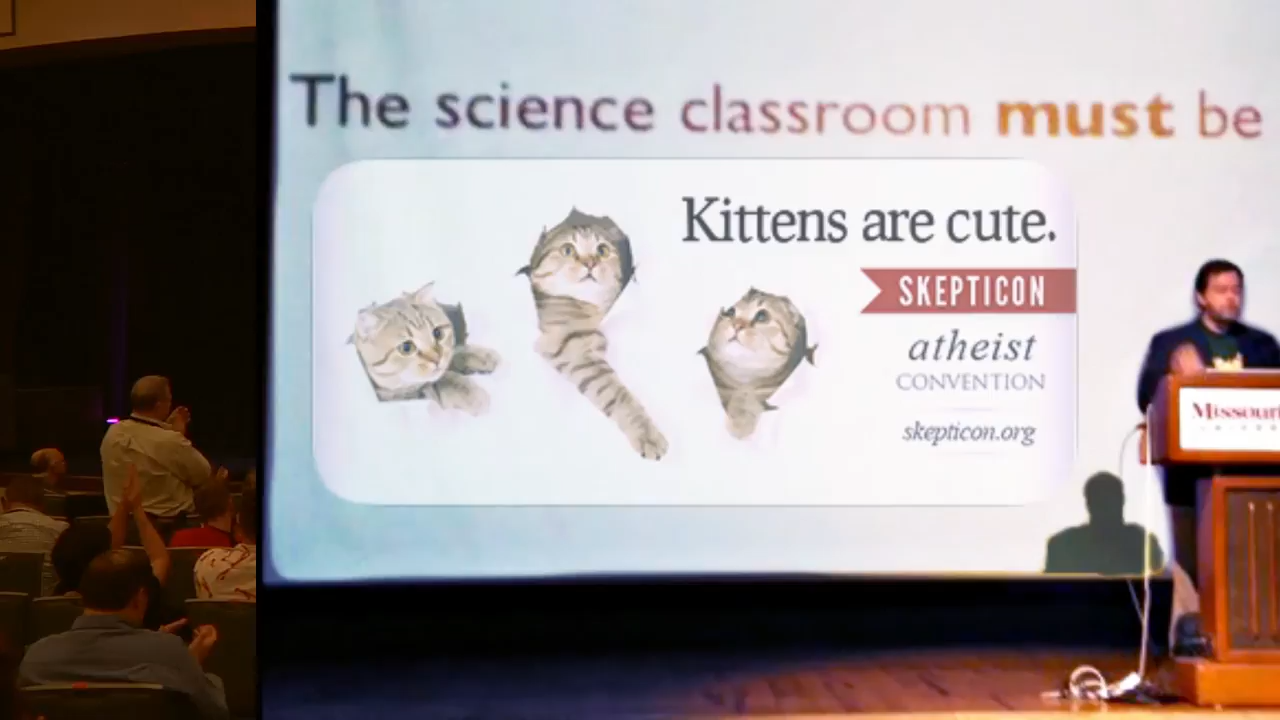 The science classroom must be
Kittens are cute.
SKEPTICON
atheist
CONVENTION
skepticon.org
Missouri